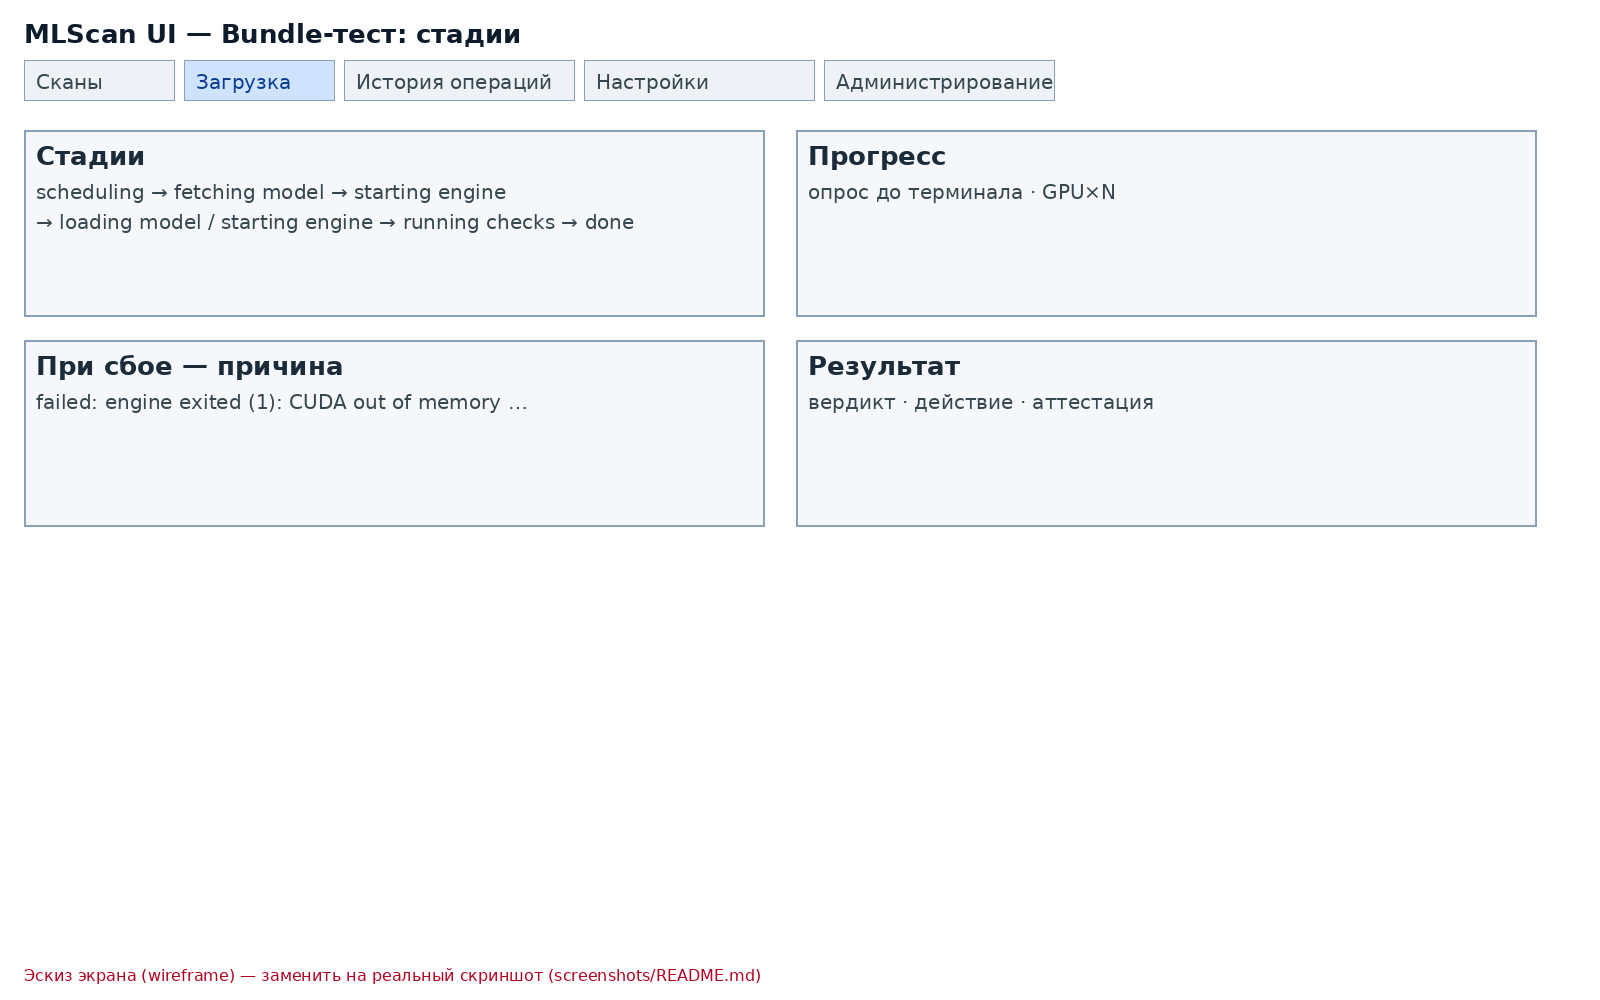 MLScan UI — Bundle-тест: стадии
Сканы
Загрузка
История операций
Настройки
Администрирование
Стадии
scheduling → fetching model → starting engine
→ loading model / starting engine → running checks → done
Прогресс
опрос до терминала · GPU×N
При сбое — причина
failed: engine exited (1): CUDA out of memory …
Результат
вердикт · действие · аттестация
Эскиз экрана (wireframe) — заменить на реальный скриншот (screenshots/README.md)